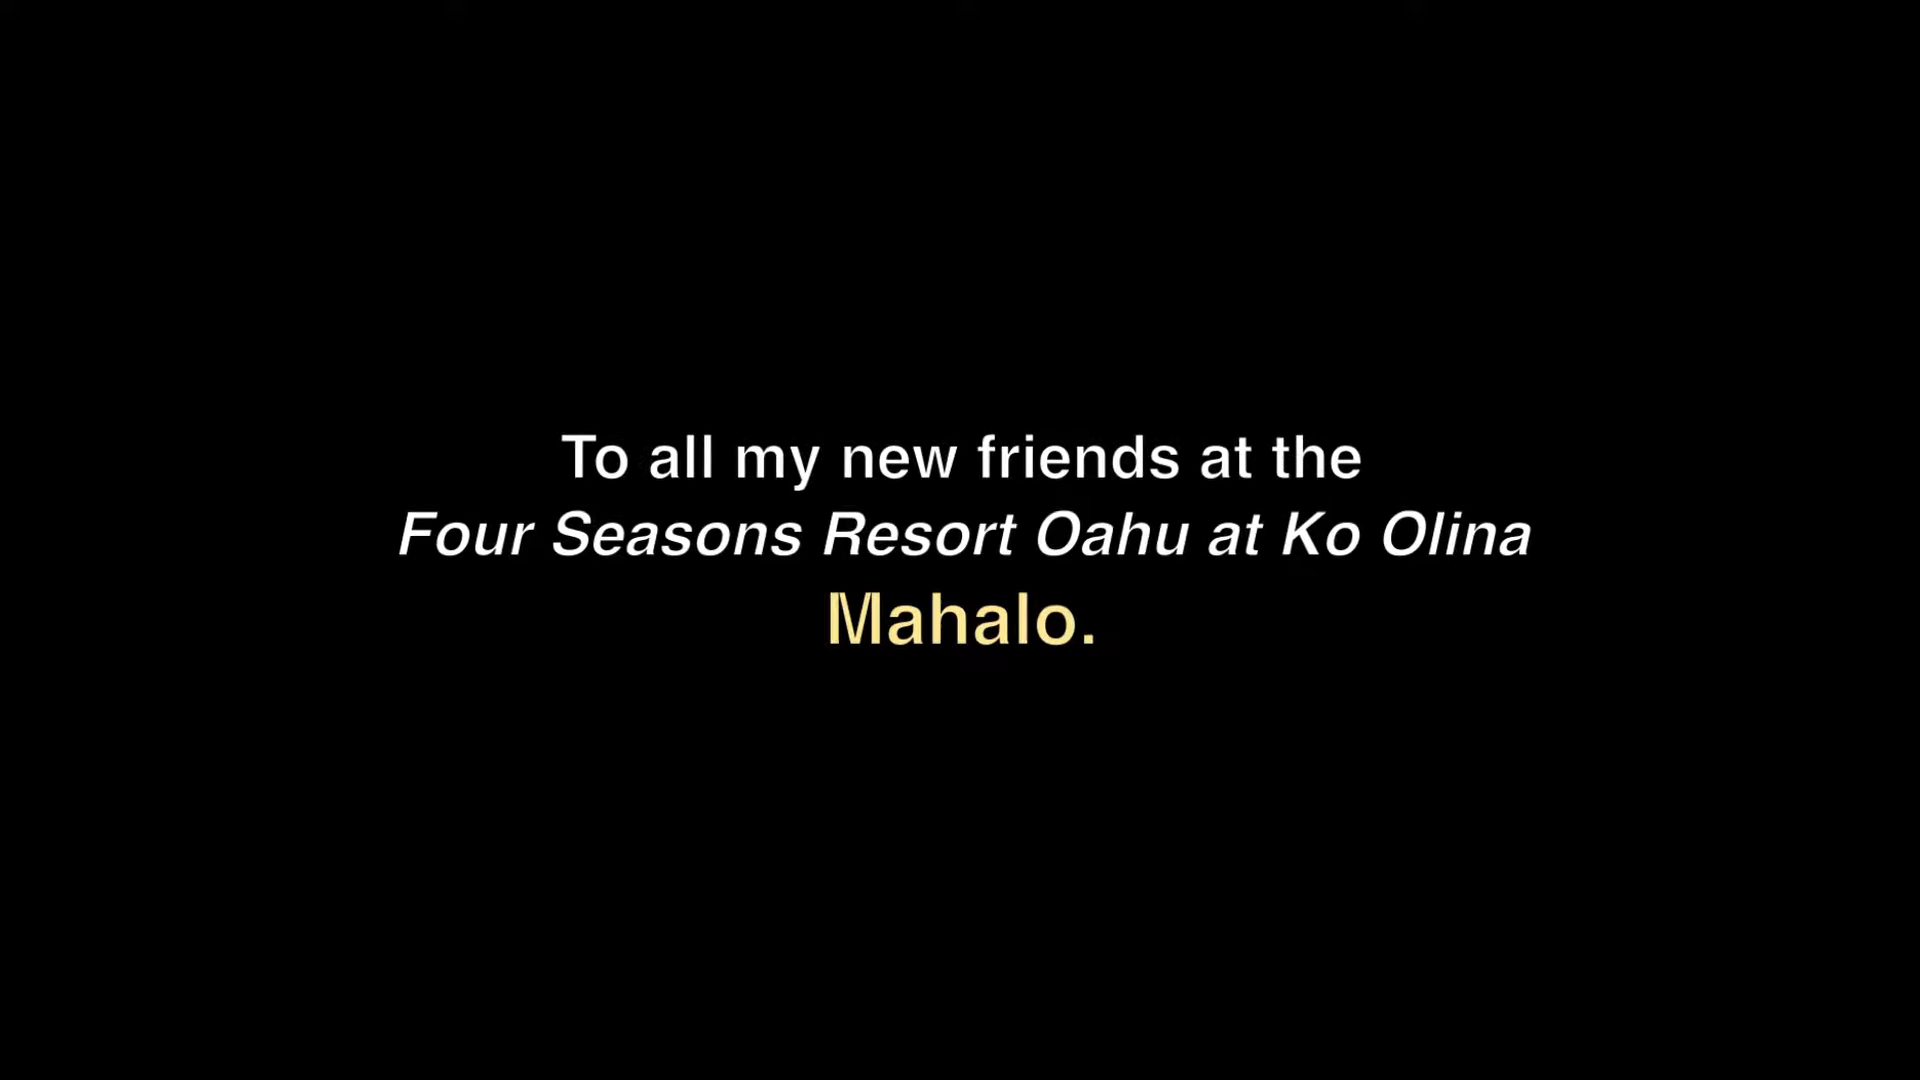 To all my new friends at the
Four Seasons Resort Oahu at Ko Olina
Mahalo.